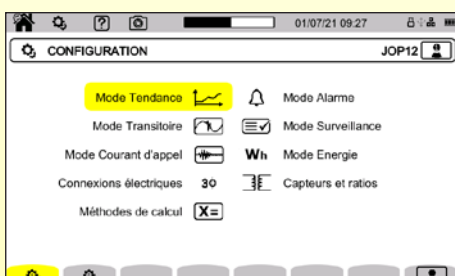 01/07/21 09:27
CONFIGURATION JOP12
Mode Tendance Mode Alarme
Mode Transitoire Mode Surveillance
Mode Courant d'appel Wh Mode Energie
Connexions électriques 3φ Capteurs et ratios
Méthodes de calcul X=